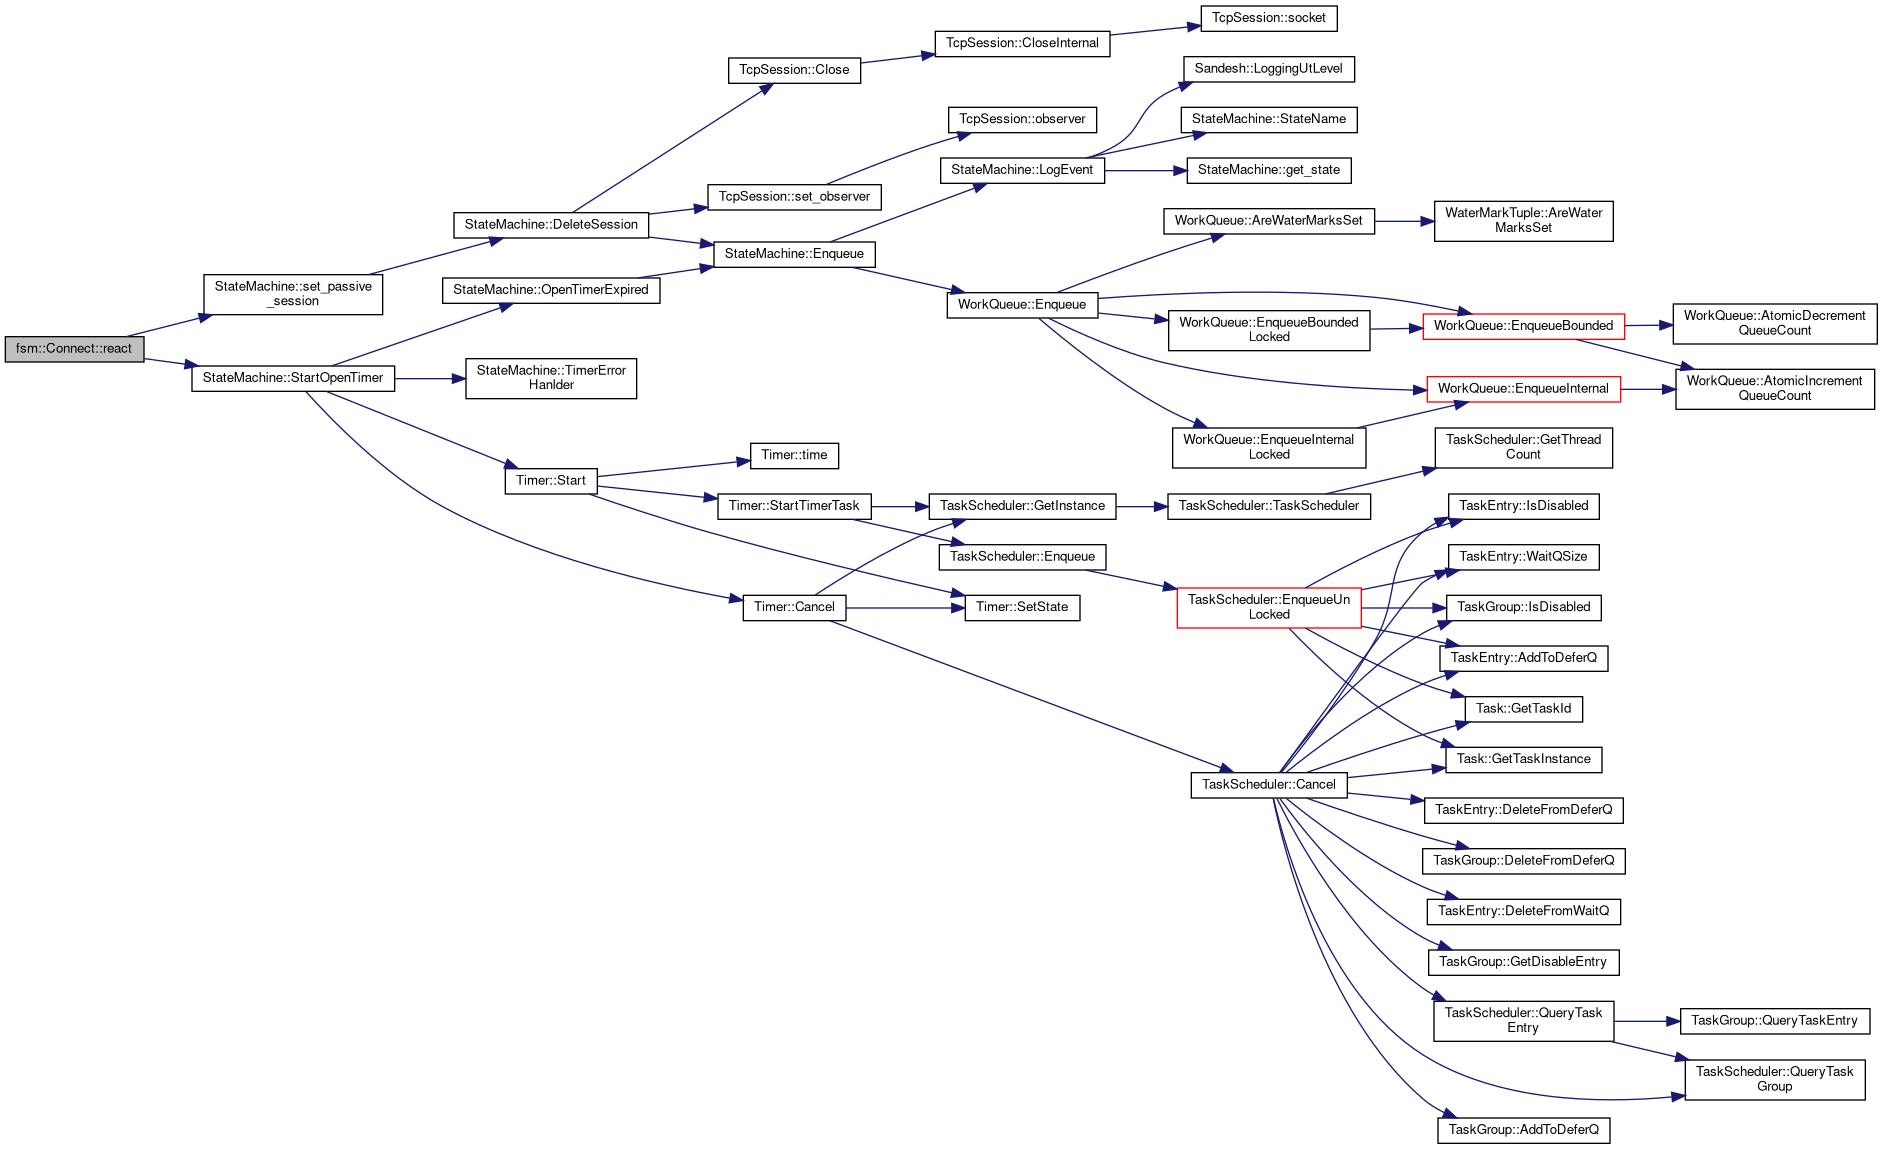 TcpSession::socket
TcpSession::CloseInternal
TcpSession::Close
Sandesh::LoggingUtLevel
TcpSession::observer
StateMachine::StateName
StateMachine::LogEvent
StateMachine::get_state
TcpSession::set_observer
StateMachine::DeleteSession
WorkQueue::AreWaterMarksSet
WaterMarkTuple::AreWater
MarksSet
StateMachine::Enqueue
StateMachine::set_passive
_session
StateMachine::OpenTimerExpired
WorkQueue::Enqueue
WorkQueue::EnqueueBounded
Locked
WorkQueue::EnqueueBounded
WorkQueue::AtomicDecrement
QueueCount
fsm::Connect::react
StateMachine::StartOpenTimer
StateMachine::TimerError
Hanlder
WorkQueue::EnqueueInternal
WorkQueue::AtomicIncrement
QueueCount
WorkQueue::EnqueueInternal
Locked
TaskScheduler::GetThread
Count
Timer::time
Timer::Start
Timer::StartTimerTask
TaskScheduler::GetInstance
TaskScheduler::TaskScheduler
TaskEntry::IsDisabled
TaskScheduler::Enqueue
TaskEntry::WaitQSize
Timer::Cancel
Timer::SetState
TaskScheduler::EnqueueUn
Locked
TaskGroup::IsDisabled
TaskEntry::AddToDeferQ
Task::GetTaskId
Task::GetTaskInstance
TaskScheduler::Cancel
TaskEntry::DeleteFromDeferQ
TaskGroup::DeleteFromDeferQ
TaskEntry::DeleteFromWaitQ
TaskGroup::GetDisableEntry
TaskScheduler::QueryTask
Entry
TaskGroup::QueryTaskEntry
TaskScheduler::QueryTask
Group
TaskGroup::AddToDeferQ